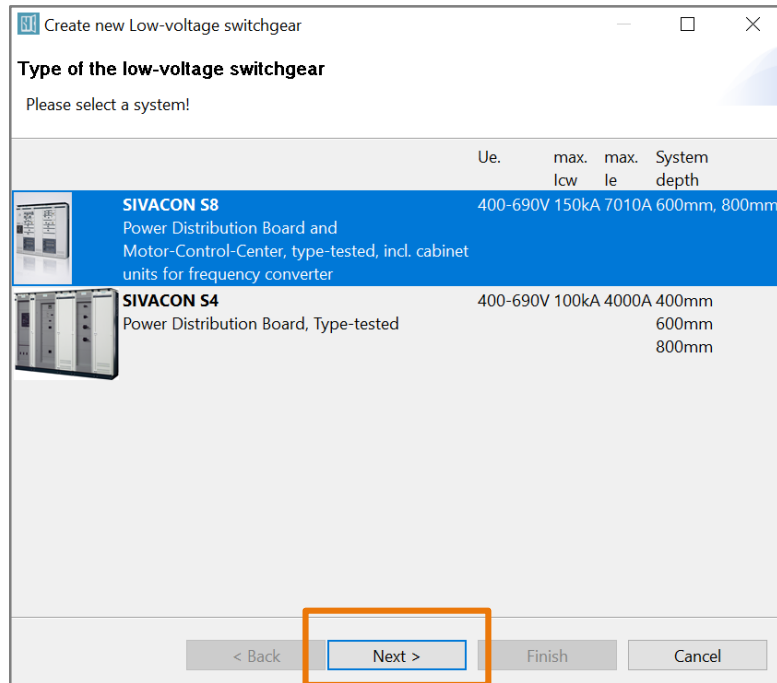 Create new Low-voltage switchgear
Type of the low-voltage switchgear
Please select a system!
Ue. max. max. System
Icw Ie depth
SIVACON S8 400-690V 150kA 7010A 600mm, 800mm
Power Distribution Board and
Motor-Control-Center, type-tested, incl. cabinet
units for frequency converter
SIVACON S4 400-690V 100kA 4000A 400mm
Power Distribution Board, Type-tested 600mm
800mm
< Back Next > Finish Cancel